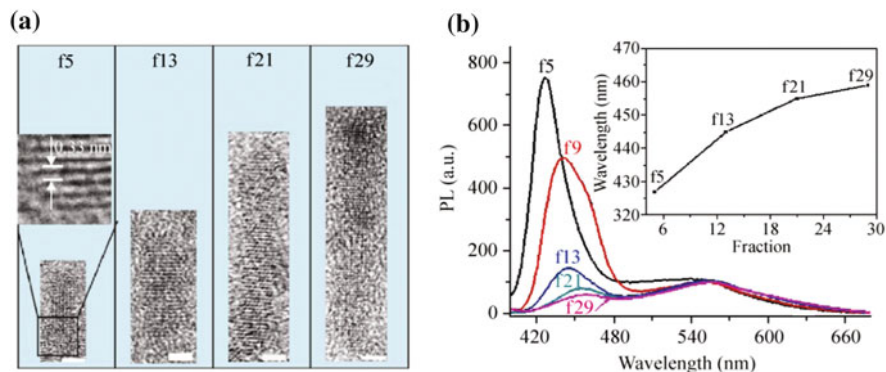 (a)
f5
f13
f21
f29
nm
(b)
800
600
400
200
0
PL (a.u.)
f5
f9
f13
f21
f29
420
480
540
600
660
Wavelength (nm)
470
460
450
440
430
320
Wavelength (nm)
f5
f13
f21
f29
6
12
18
24
30
Fraction